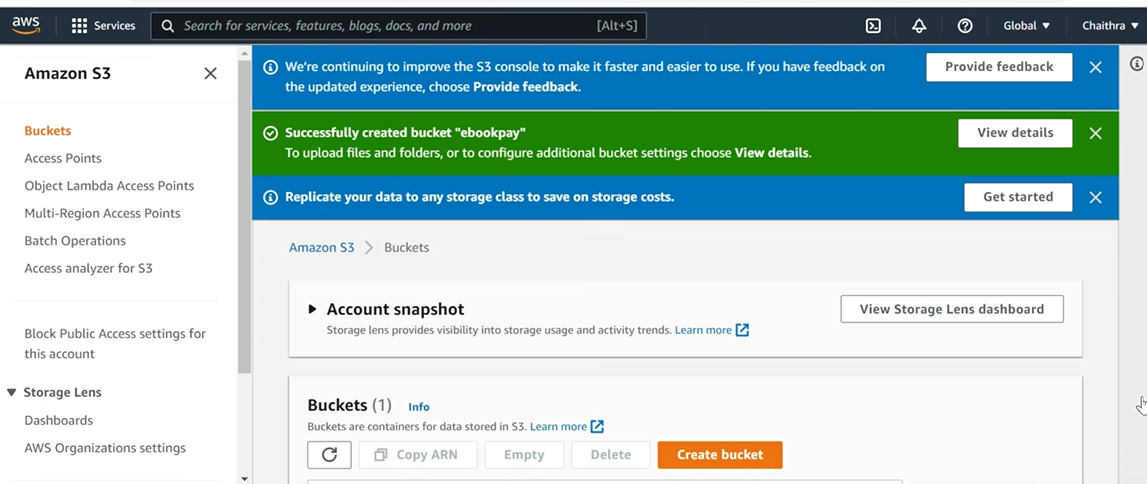 aws
Services
Search for services, features, blogs, docs, and more
[Alt+S]
Global
Chaithra
Amazon S3
Buckets
Access Points
Object Lambda Access Points
Multi-Region Access Points
Batch Operations
Access analyzer for S3
Block Public Access settings for
this account
Storage Lens
Dashboards
AWS Organizations settings
We're continuing to improve the S3 console to make it faster and easier to use. If you have feedback on
the updated experience, choose Provide feedback.
Provide feedback
Successfully created bucket "ebookpay"
To upload files and folders, or to configure additional bucket settings choose View details.
View details
Replicate your data to any storage class to save on storage costs.
Get started
Amazon S3 > Buckets
Account snapshot
Storage lens provides visibility into storage usage and activity trends. Learn more
View Storage Lens dashboard
Buckets (1) Info
Buckets are containers for data stored in S3. Learn more
Copy ARN
Empty
Delete
Create bucket